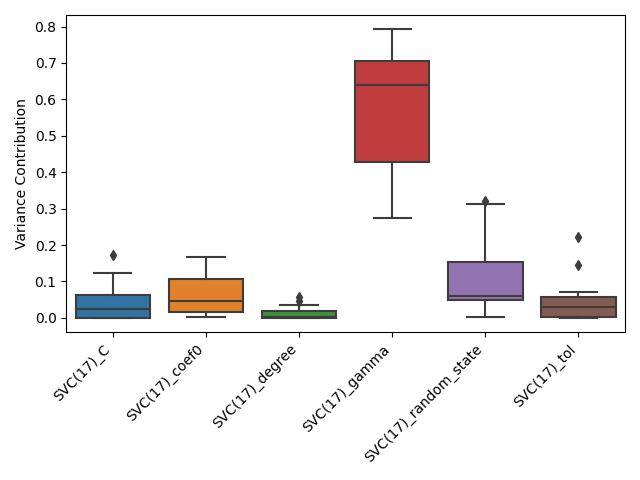 Variance Contribution
0.8
0.7
0.6
0.5
0.4
0.3
0.2
0.1
0.0
SVC(17)_C
SVC(17)_coef0
SVC(17)_degree
SVC(17)_gamma
SVC(17)_random_state
SVC(17)_tol